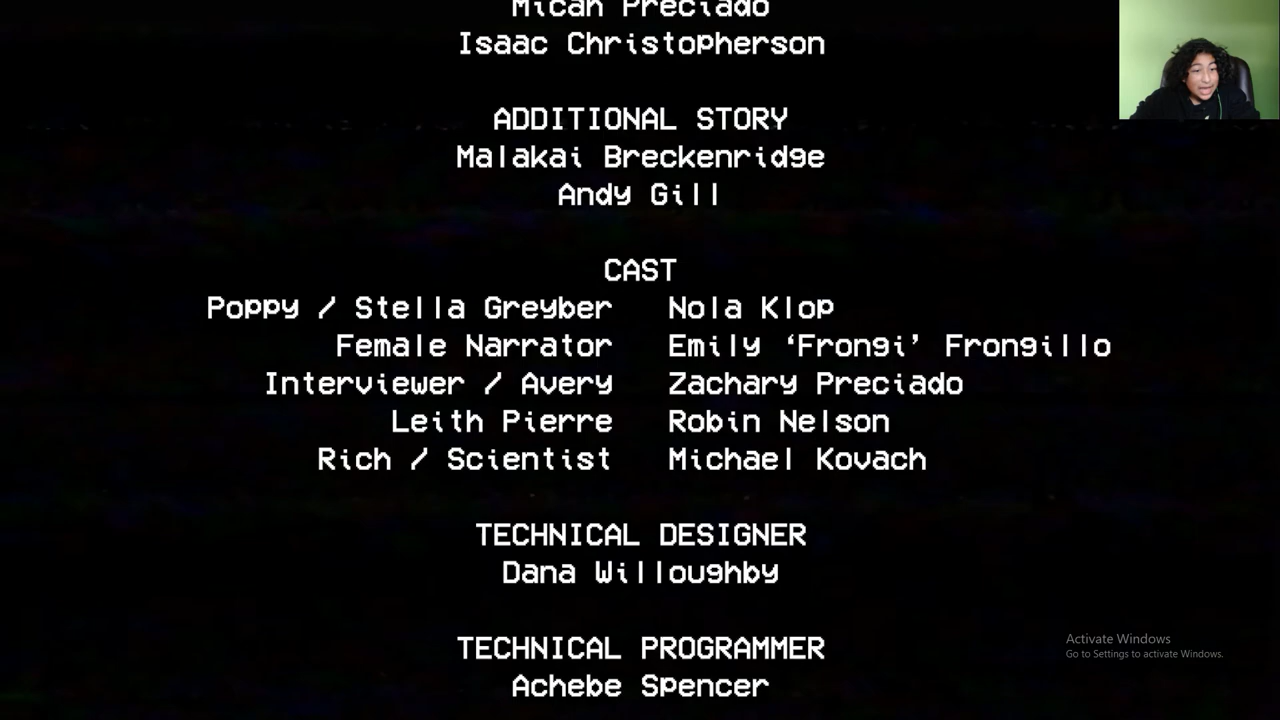 Micah Preciado
Isaac Christopherson
ADDITIONAL STORY
Malakai Breckenridge
Andy Gill
CAST
Poppy / Stella Greyber Nola Klop
Female Narrator Emily ‘Frongi’ Frongillo
Interviewer / Avery Zachary Preciado
Leith Pierre Robin Nelson
Rich / Scientist Michael Kovach
TECHNICAL DESIGNER
Dana Willoughby
TECHNICAL PROGRAMMER
Achebe Spencer
Activate Windows
Go to Settings to activate Windows.